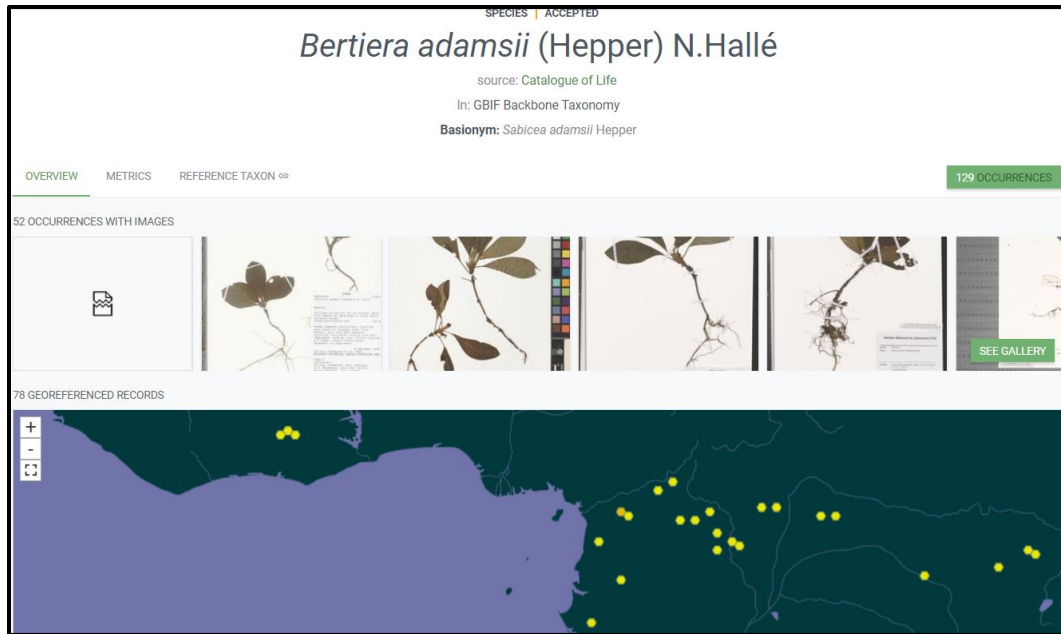 SPECIES | ACCEPTED
Bertiera adamsii (Hepper) N.Hallé
source: Catalogue of Life
In: GBIF Backbone Taxonomy
Basionym: Sabicea adamsii Hepper
OVERVIEW METRICS REFERENCE TAXON
129 OCCURRENCES
52 OCCURRENCES WITH IMAGES
SEE GALLERY
78 GEOREFERENCED RECORDS
+
-